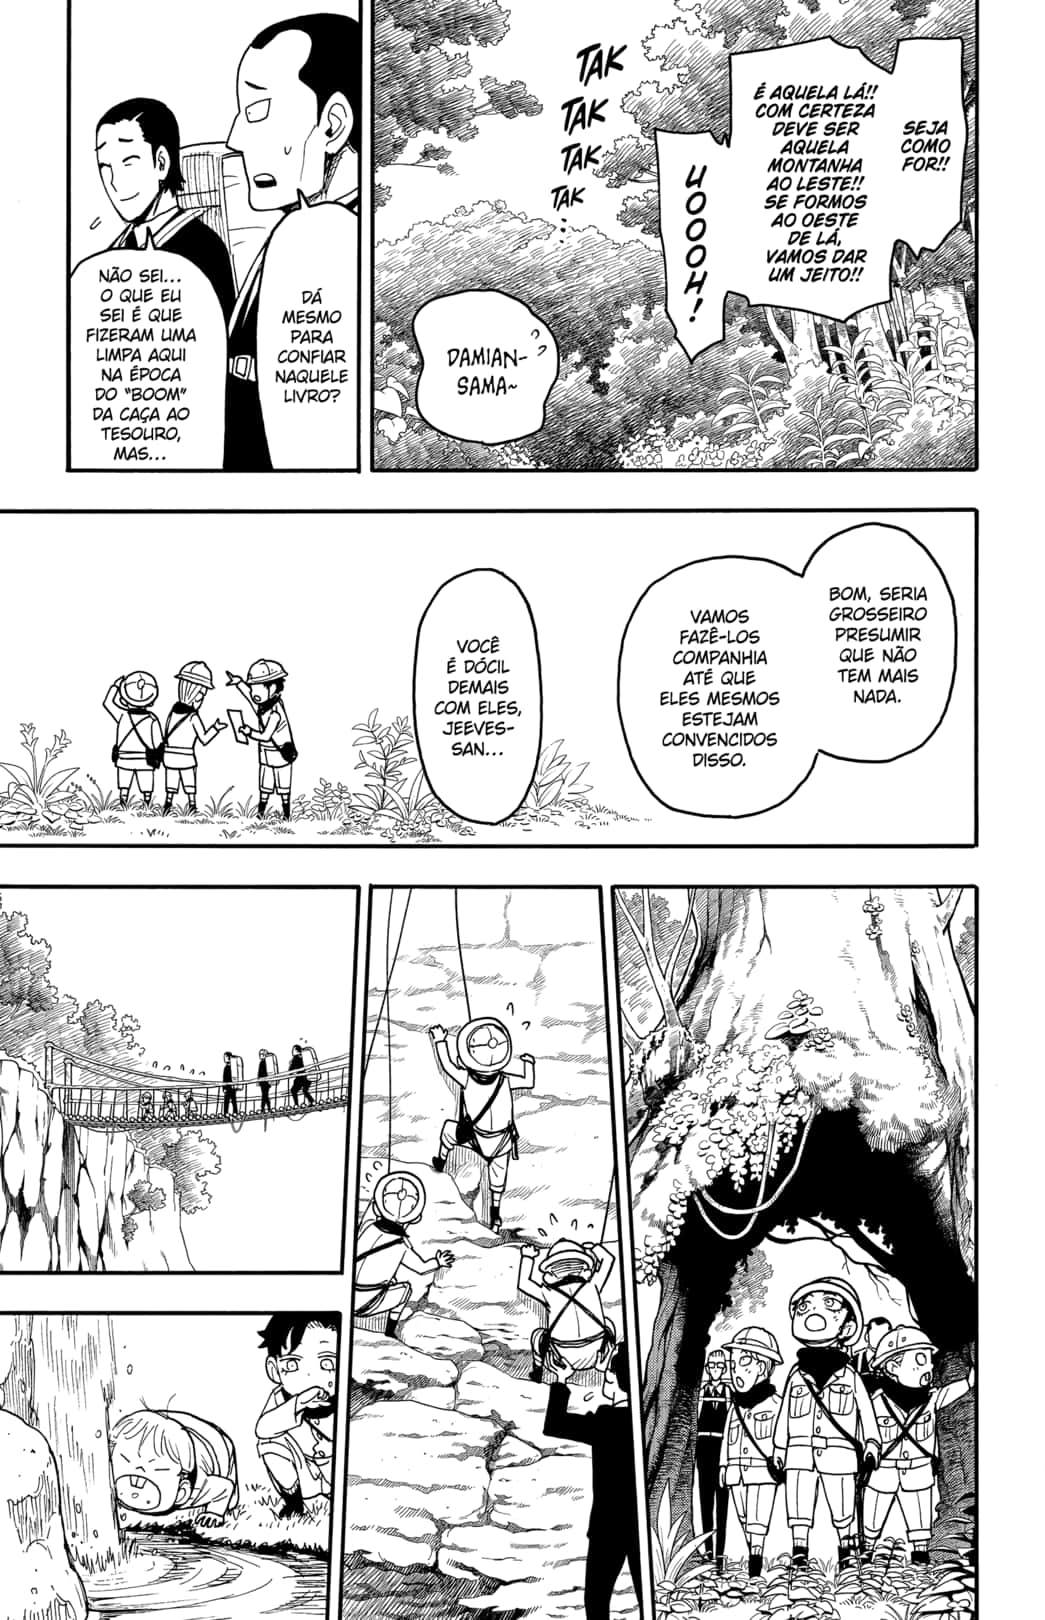 SEJA
COMO
FOR!!
É AQUELA LÁ!!
COM CERTEZA
DEVE SER
AQUELA
MONTANHA
AO LESTE!!
SE FORMOS
AO OESTE
DE LÁ,
VAMOS DAR
UM JEITO!!
UOOOH!
TAK
TAK
TAK
TAK...
DAMIAN-
SAMA~
DÁ
MESMO
PARA
CONFIAR
NAQUELE
LIVRO?
NÃO SEI...
O QUE EU
SEI É QUE
FIZERAM UMA
LIMPA AQUI
NA ÉPOCA
DO "BOOM"
DA CAÇA AO
TESOURO,
MAS...
BOM, SERIA
GROSSEIRO
PRESUMIR
QUE NÃO
TEM MAIS
NADA.
VAMOS
FAZÊ-LOS
COMPANHIA
ATÉ QUE
ELES MESMOS
ESTEJAM
CONVENCIDOS
DISSO.
VOCÊ
É DÓCIL
DEMAIS
COM ELES,
JEEVES-
SAN...